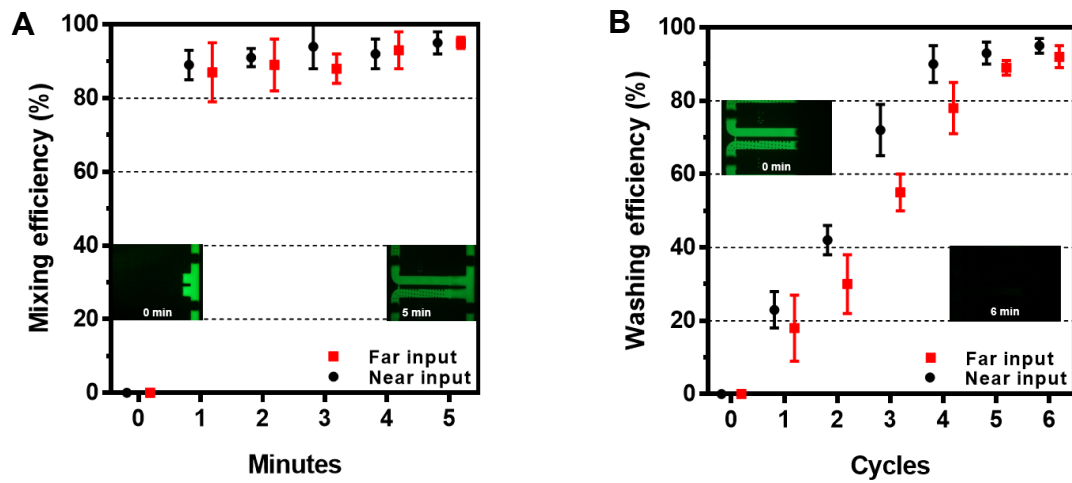 A
Mixing efficiency (%)
100
80
60
40
20
0
0 min
5 min
Far input
Near input
0 1 2 3 4 5
Minutes
B
Washing efficiency (%)
100
80
60
40
20
0
0 min
6 min
Far input
Near input
0 1 2 3 4 5 6
Cycles